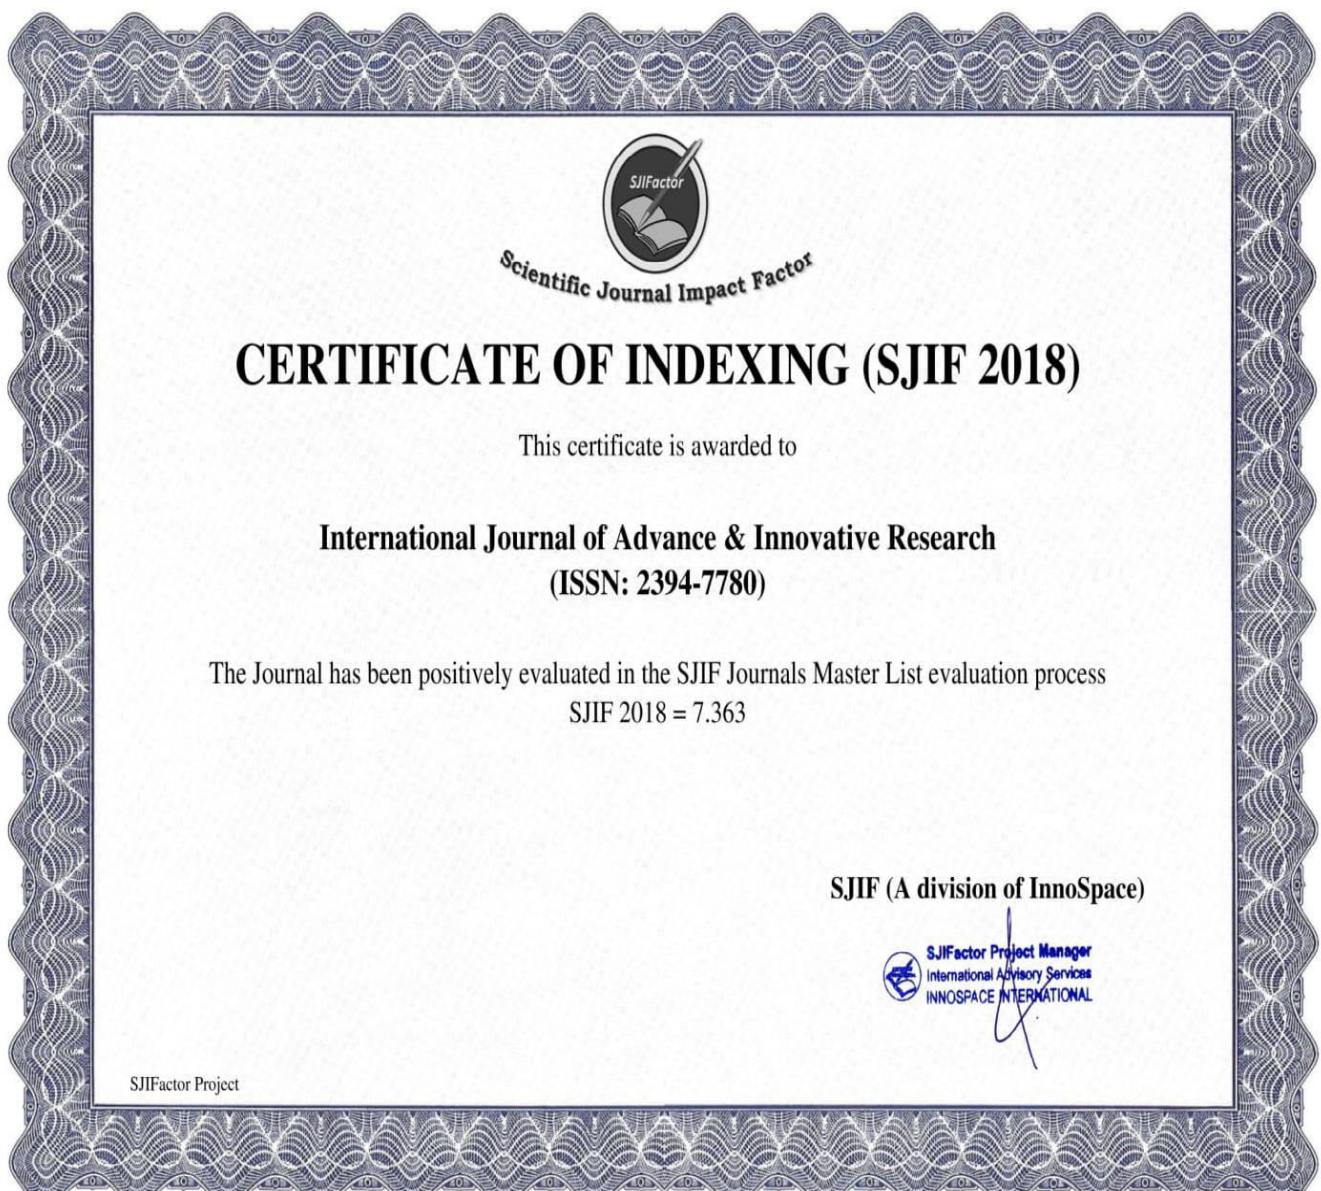 SJIFactor
Scientific Journal Impact Factor
CERTIFICATE OF INDEXING (SJIF 2018)
This certificate is awarded to
International Journal of Advance & Innovative Research
(ISSN: 2394-7780)
The Journal has been positively evaluated in the SJIF Journals Master List evaluation process
SJIF 2018 = 7.363
SJIF (A division of InnoSpace)
SJIFactor Project Manager
International Advisory Services
INNOSPACE INTERNATIONAL
SJIFactor Project